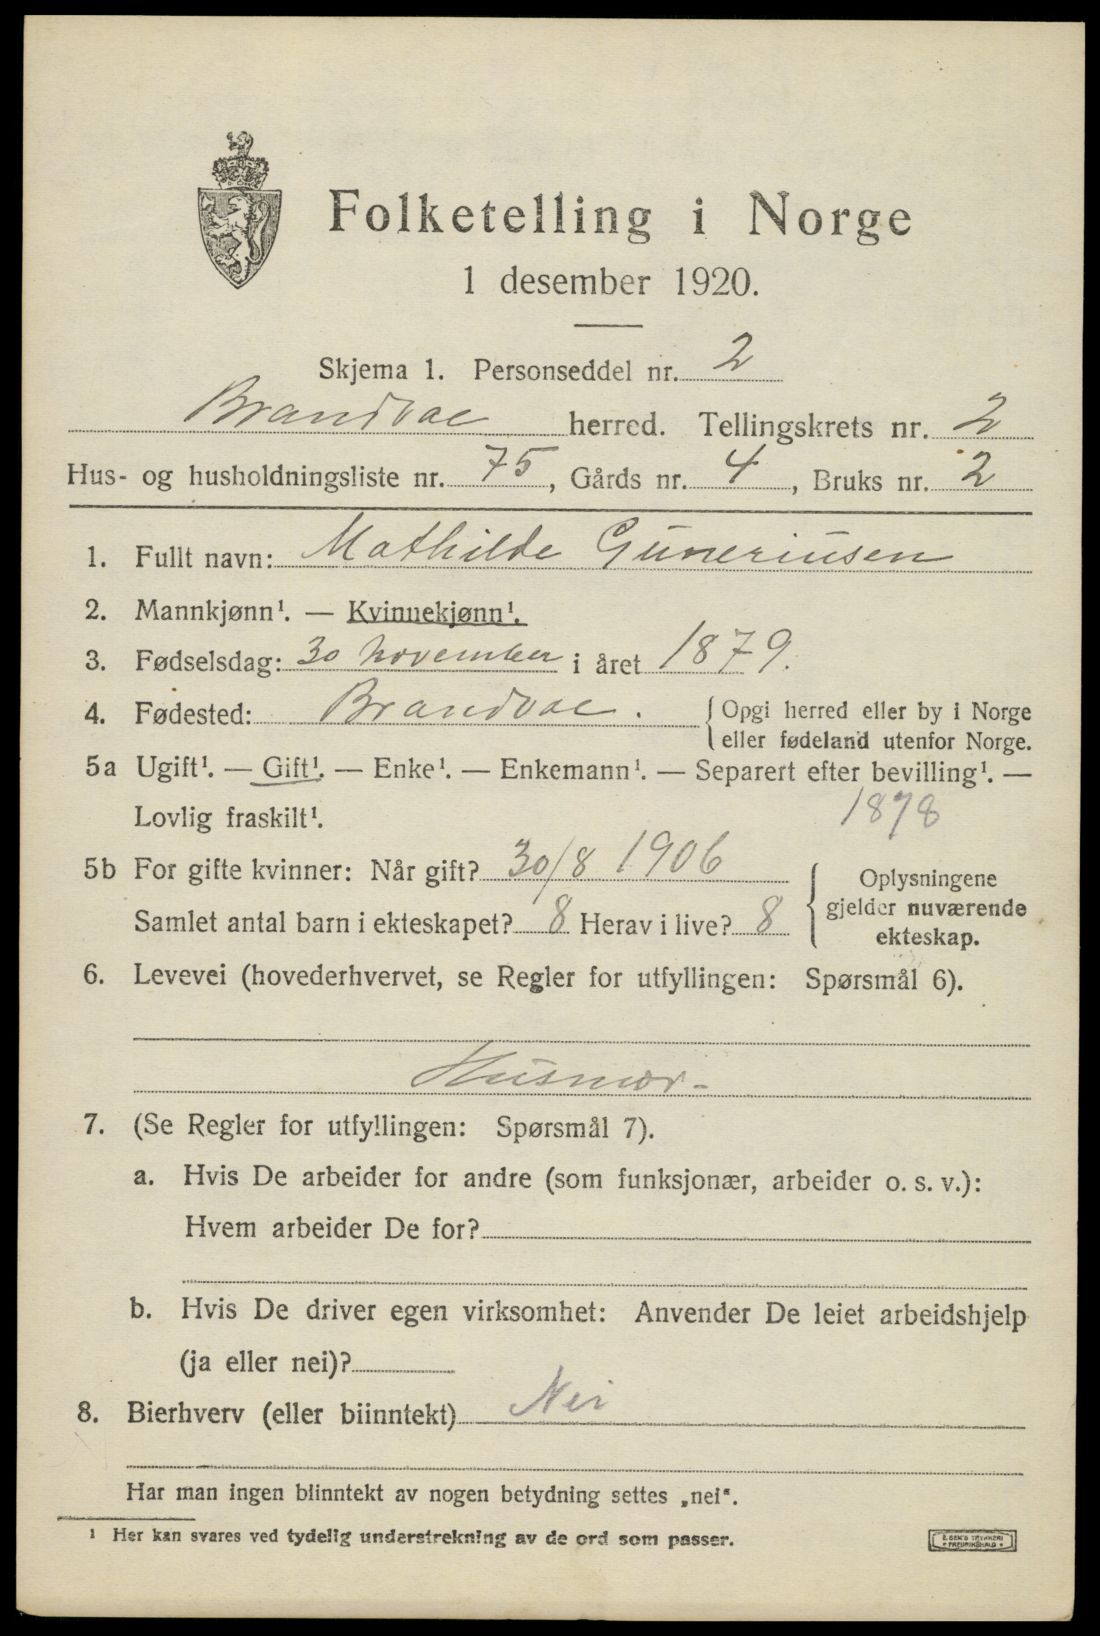 Folketelling i Norge
1 desember 1920.
Skjema 1. Personseddel nr. 2
Brandval herred. Tellingskrets nr. 2
Hus- og husholdningsliste nr. 75, Gårds nr. 4, Bruks nr. 2
1. Fullt navn: Mathilde Guneriusen
2. Mannkjønn¹. — Kvinnekjønn¹.
3. Fødselsdag: 30 november i året 1879.
4. Fødested: Brandval. Opgi herred eller by i Norge
eller fødeland utenfor Norge.
5a Ugift¹. — Gift¹. — Enke¹. — Enkemann¹. — Separert efter bevilling¹. —
Lovlig fraskilt¹. 1878
5b For gifte kvinner: Når gift? 30/8 1906 Oplysningene
Samlet antal barn i ekteskapet? 8 Herav i live? 8 gjelder nuværende
ekteskap.
6. Levevei (hovederhvervet, se Regler for utfyllingen: Spørsmål 6).
Husmor -
7. (Se Regler for utfyllingen: Spørsmål 7).
a. Hvis De arbeider for andre (som funksjonær, arbeider o. s. v.):
Hvem arbeider De for?
b. Hvis De driver egen virksomhet: Anvender De leiet arbeidshjelp
(ja eller nei)?
8. Bierhverv (eller biinntekt) Nei
Har man ingen biinntekt av nogen betydning settes „nei“.
¹ Her kan svares ved tydelig understrekning av de ord som passer.
FREDRIKSHALD